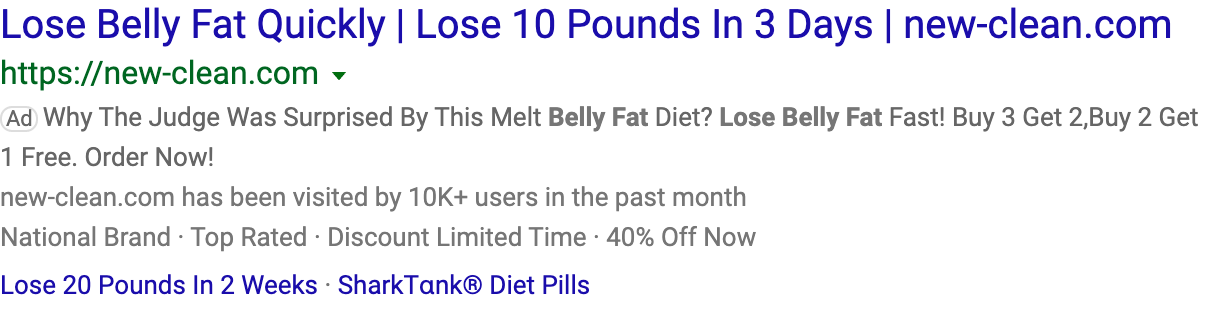 Lose Belly Fat Quickly | Lose 10 Pounds In 3 Days | new-clean.com
https://new-clean.com
Ad Why The Judge Was Surprised By This Melt Belly Fat Diet? Lose Belly Fat Fast! Buy 3 Get 2,Buy 2 Get
1 Free. Order Now!
new-clean.com has been visited by 10K+ users in the past month
National Brand · Top Rated · Discount Limited Time · 40% Off Now
Lose 20 Pounds In 2 Weeks · SharkTɑnk® Diet Pills